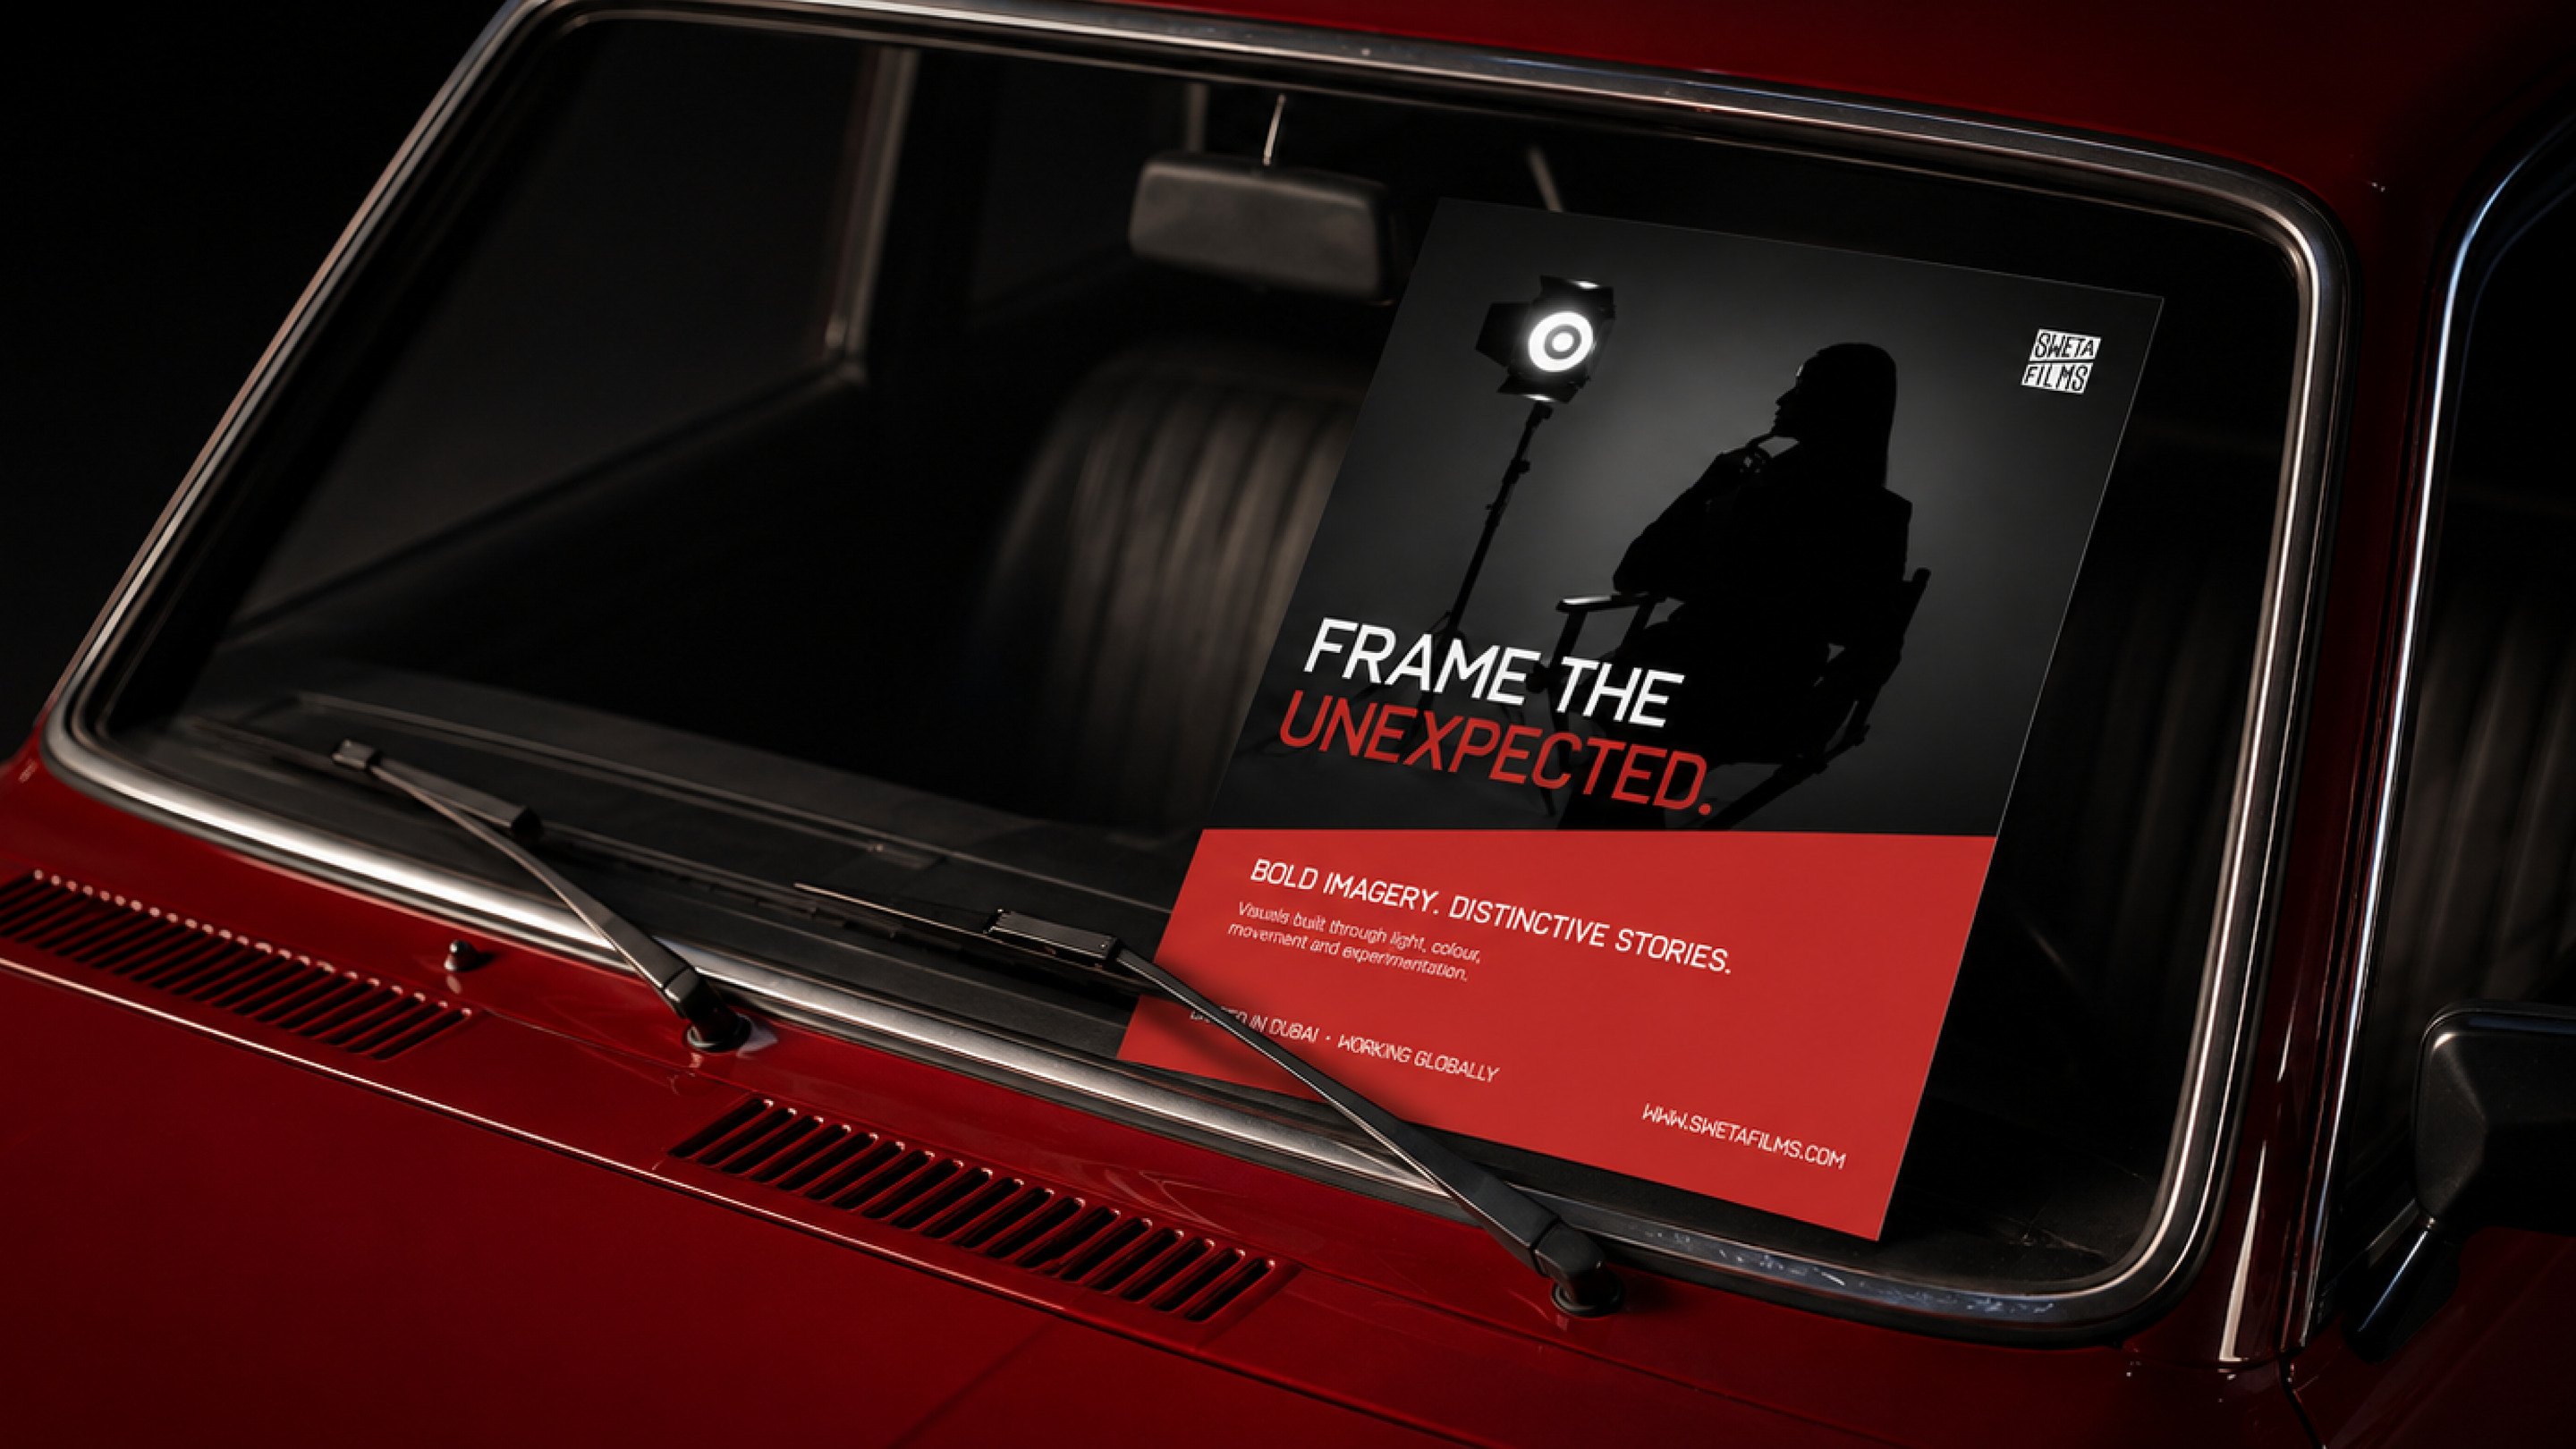 SWETA
FILMS
FRAME THE
UNEXPECTED.
BOLD IMAGERY. DISTINCTIVE STORIES.
Visuals built through light, colour,
movement and experimentation.
IN DUBAI · WORKING GLOBALLY
WWW.SWETAFILMS.COM